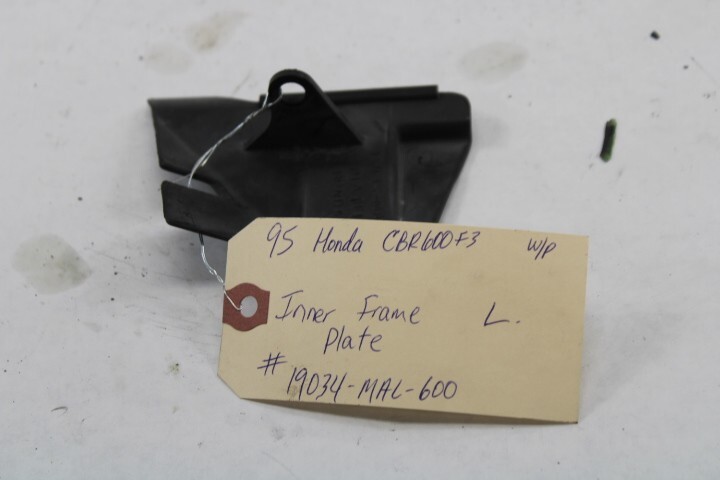 95 Honda CBR600F3 W/P
Inner Frame L.
Plate
# 19034-MAL-600